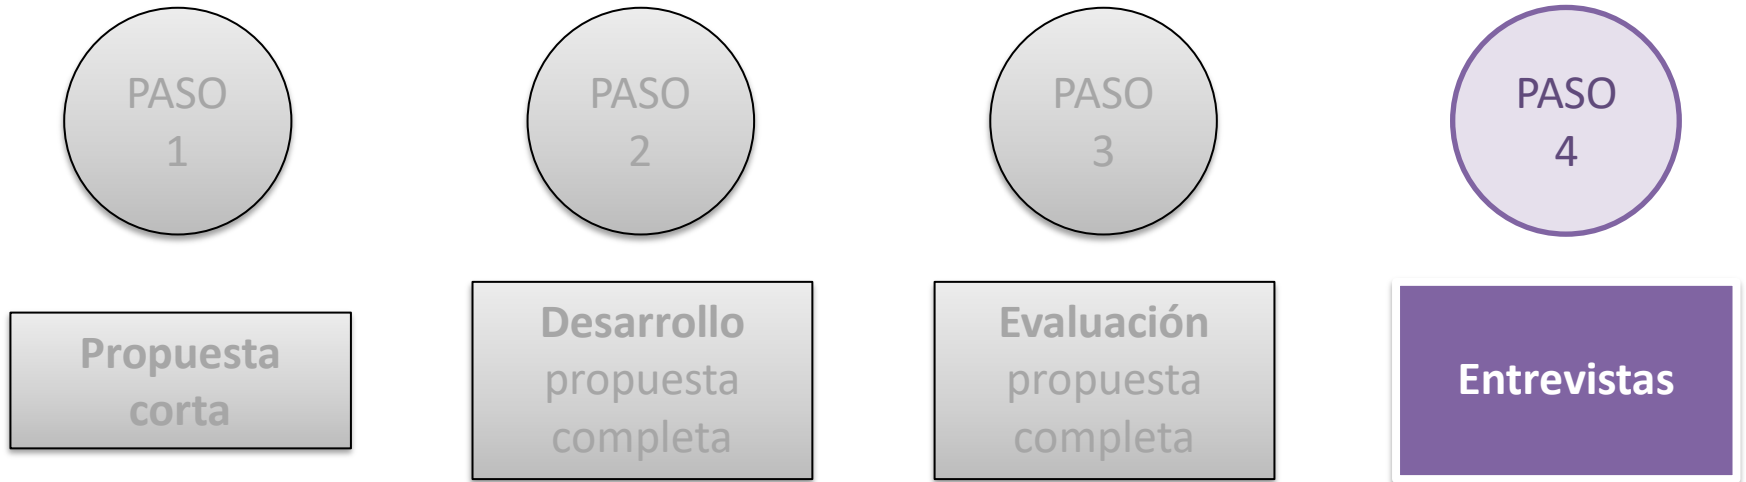 PASO
1
PASO
2
PASO
3
PASO
4
Propuesta
corta
Desarrollo
propuesta
completa
Evaluación
propuesta
completa
Entrevistas